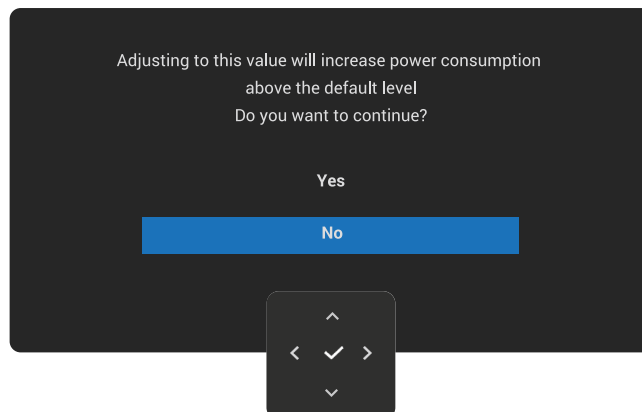 Adjusting to this value will increase power consumption
above the default level
Do you want to continue?
Yes
No